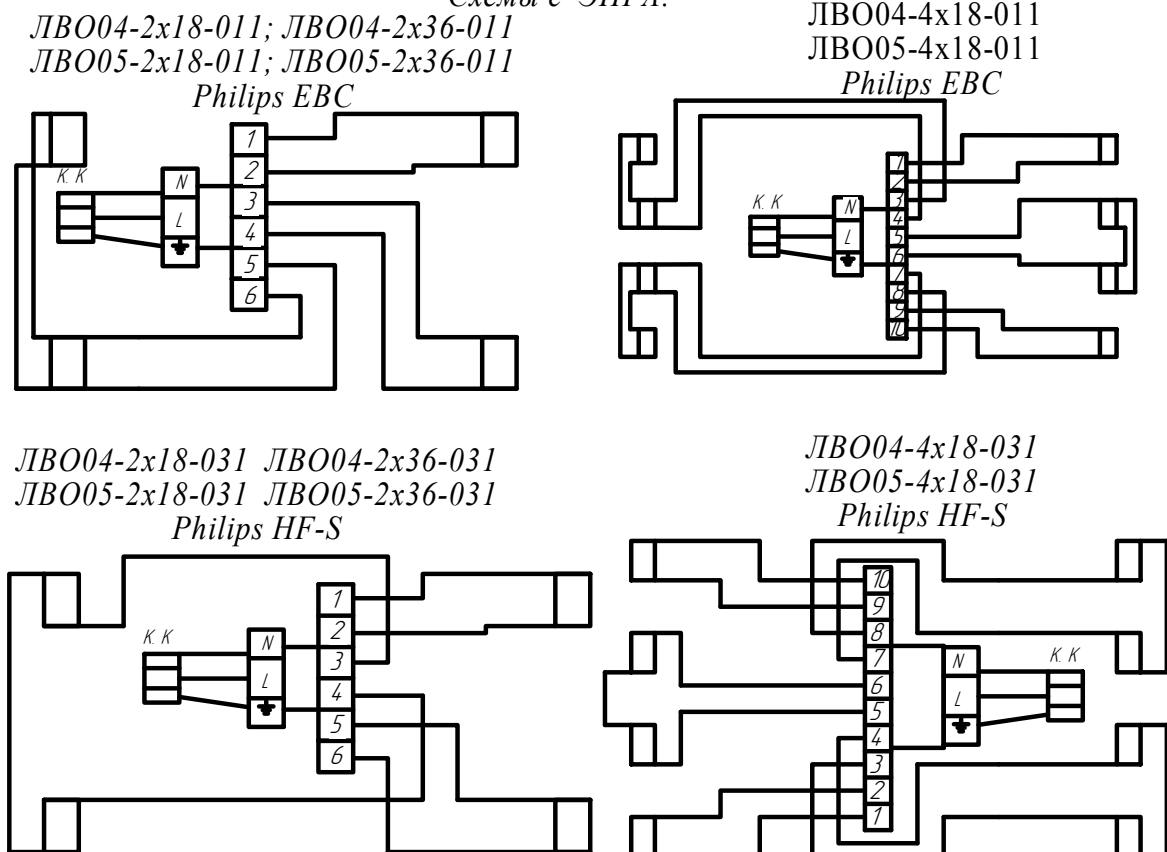 Схемы с ЭПРА.
ЛВО04-2х18-011; ЛВО04-2х36-011
ЛВО05-2х18-011; ЛВО05-2х36-011
Philips EBC
K. K
N
L
1
2
3
4
5
6
ЛВО04-4х18-011
ЛВО05-4х18-011
Philips EBC
K. K
N
L
1
2
3
4
5
6
7
8
9
10
ЛВО04-2х18-031 ЛВО04-2х36-031
ЛВО05-2х18-031 ЛВО05-2х36-031
Philips HF-S
K. K
N
L
1
2
3
4
5
6
ЛВО04-4х18-031
ЛВО05-4х18-031
Philips HF-S
10
9
8
7
6
5
4
3
2
1
N
L
K. K